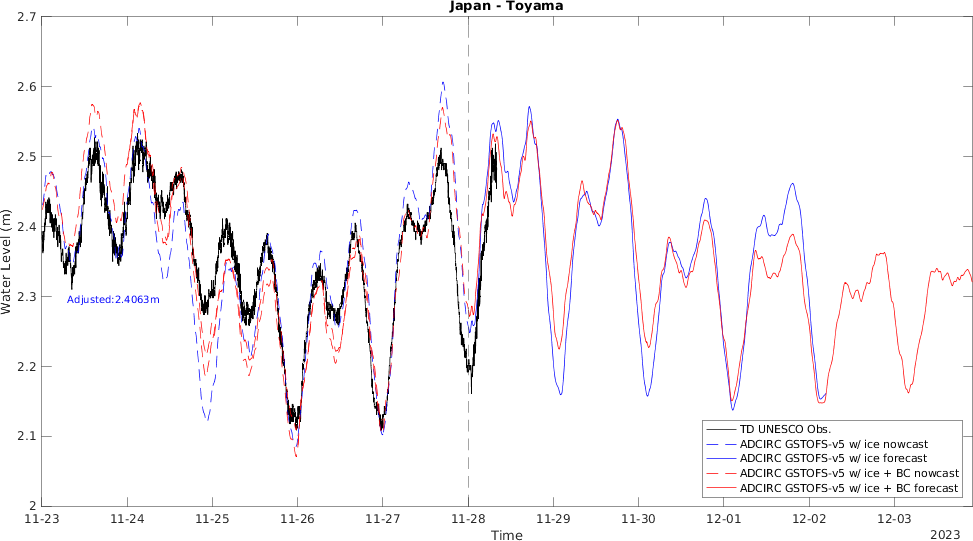 Japan - Toyama
2.7
2.6
2.5
2.4
2.3
2.2
2.1
2
Water Level (m)
Adjusted:2.4063m
TD UNESCO Obs.
ADCIRC GSTOFS-v5 w/ ice nowcast
ADCIRC GSTOFS-v5 w/ ice forecast
ADCIRC GSTOFS-v5 w/ ice + BC nowcast
ADCIRC GSTOFS-v5 w/ ice + BC forecast
11-23 11-24 11-25 11-26 11-27 11-28 11-29 11-30 12-01 12-02 12-03
Time
2023